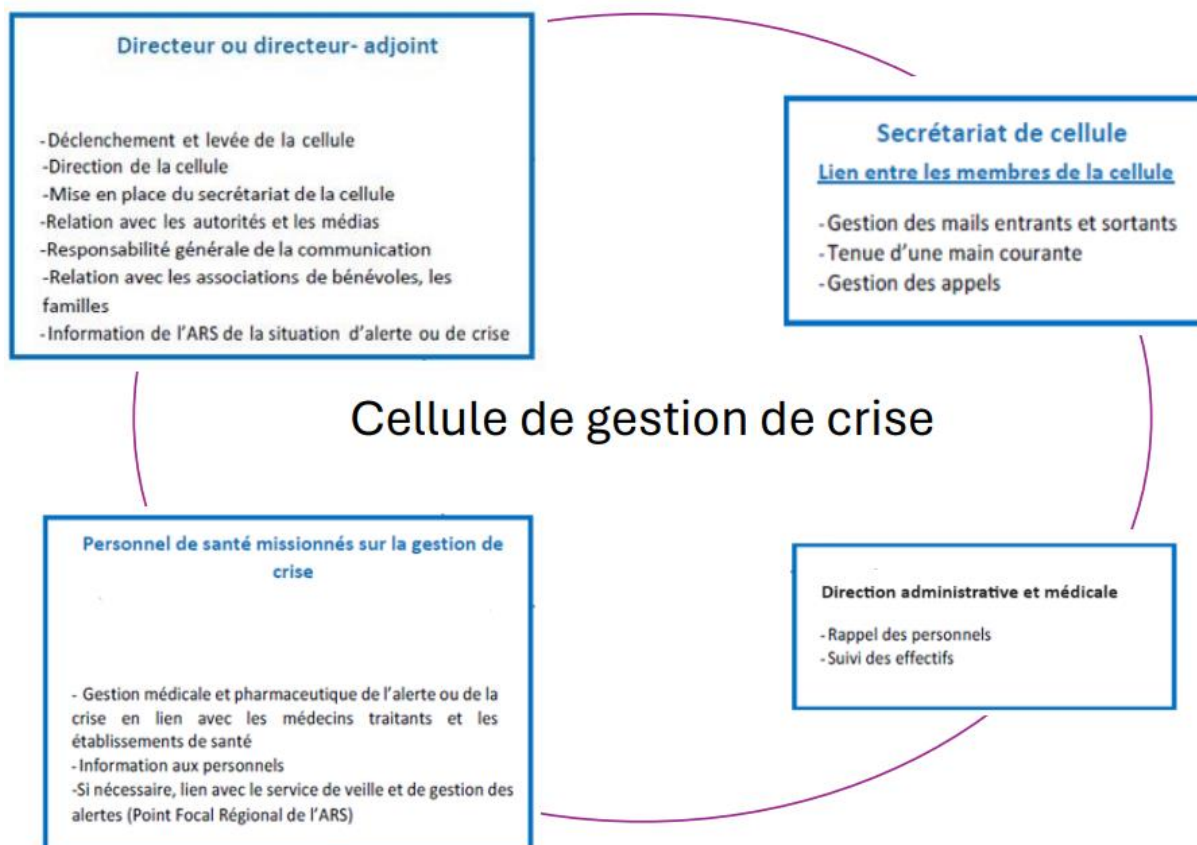 Directeur ou directeur- adjoint
-Déclenchement et levée de la cellule
-Direction de la cellule
-Mise en place du secrétariat de la cellule
-Relation avec les autorités et les médias
-Responsabilité générale de la communication
-Relation avec les associations de bénévoles, les
familles
-Information de l'ARS de la situation d'alerte ou de crise
Secrétariat de cellule
Lien entre les membres de la cellule
-Gestion des mails entrants et sortants
-Tenue d'une main courante
-Gestion des appels
Cellule de gestion de crise
Personnel de santé missionnés sur la gestion de
crise
- Gestion médicale et pharmaceutique de l'alerte ou de la
crise en lien avec les médecins traitants et les
établissements de santé
-Information aux personnels
-Si nécessaire, lien avec le service de veille et de gestion des
alertes (Point Focal Régional de l'ARS)
Direction administrative et médicale
-Rappel des personnels
-Suivi des effectifs